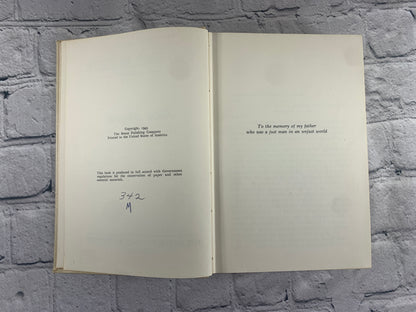 Copyright 1945
The Arena Publishing Company
Printed in the United States of America
This book is produced in full accord with Government
regulations for the conservation of paper and other
essential materials.
342
M
To the memory of my father
who was a just man in an unjust world